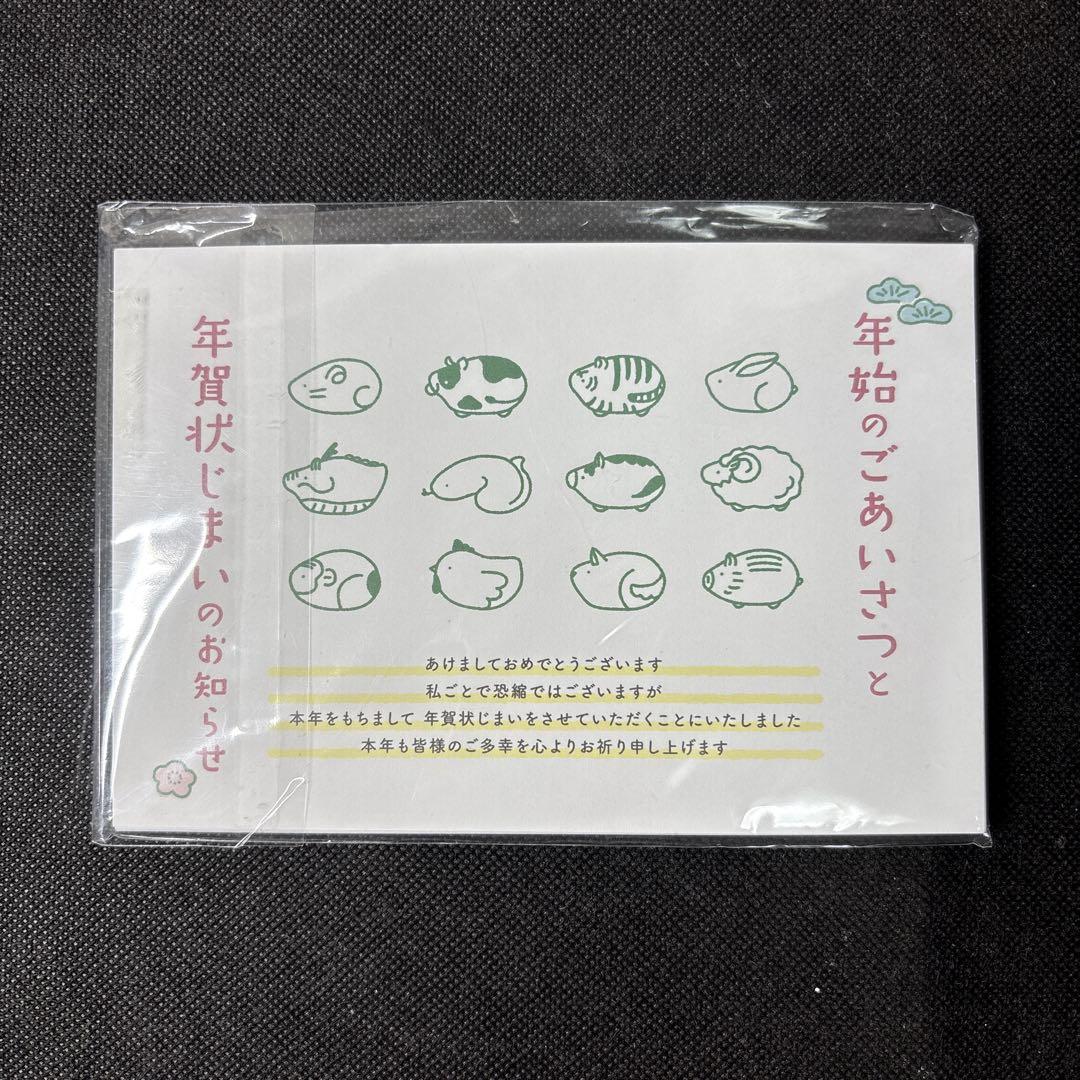 年始のごあいさつと
年賀状じまいのお知らせ
あけましておめでとうございます
私ごとで恐縮ではございますが
本年をもちまして 年賀状じまいをさせていただくことにいたしました
本年も皆様のご多幸を心よりお祈り申し上げます